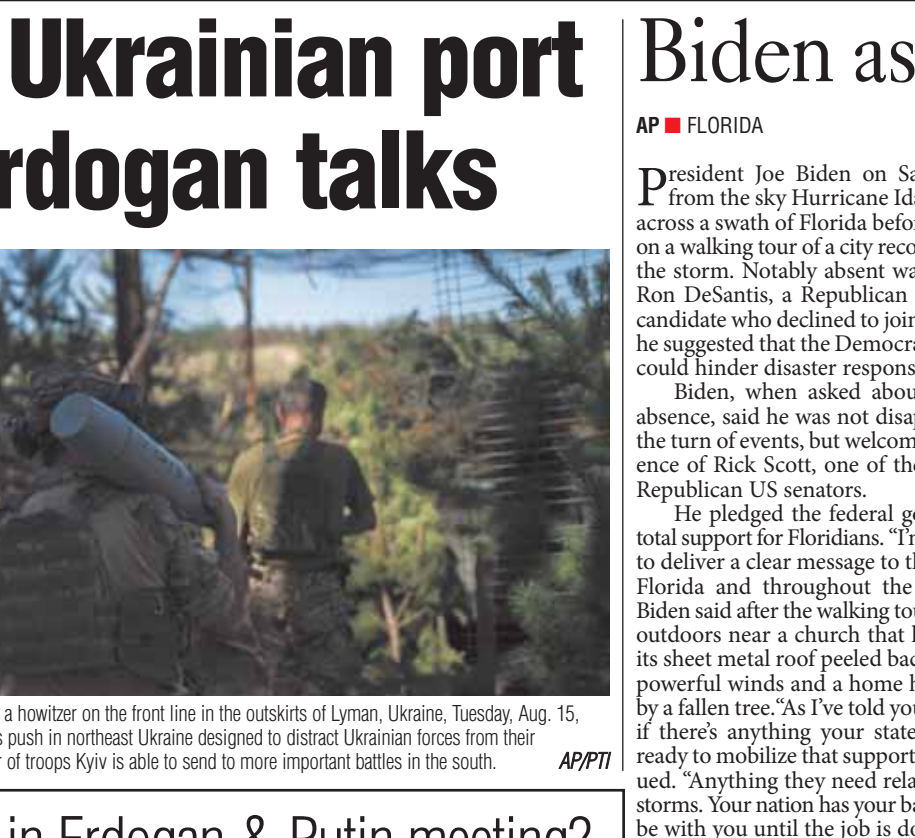 Ukrainian port
rdogan talks
a howitzer on the front line in the outskirts of Lyman, Ukraine, Tuesday, Aug. 15,
s push in northeast Ukraine designed to distract Ukrainian forces from their
r of troops Kyiv is able to send to more important battles in the south.
AP/PTI
in Erdogan & Putin meeting?
Biden as
AP FLORIDA
President Joe Biden on Sa
from the sky Hurricane Ida
across a swath of Florida befor
on a walking tour of a city reco
the storm. Notably absent wa
Ron DeSantis, a Republican
candidate who declined to join
he suggested that the Democra
could hinder disaster respons
Biden, when asked abou
absence, said he was not disap
the turn of events, but welcom
ence of Rick Scott, one of the
Republican US senators.
He pledged the federal go
total support for Floridians. “I’m
to deliver a clear message to th
Florida and throughout the
Biden said after the walking tou
outdoors near a church that h
its sheet metal roof peeled bac
powerful winds and a home h
by a fallen tree.“As I’ve told you
if there’s anything your state
ready to mobilize that support
ued. “Anything they need rela
storms. Your nation has your ba
be with you until the job is do